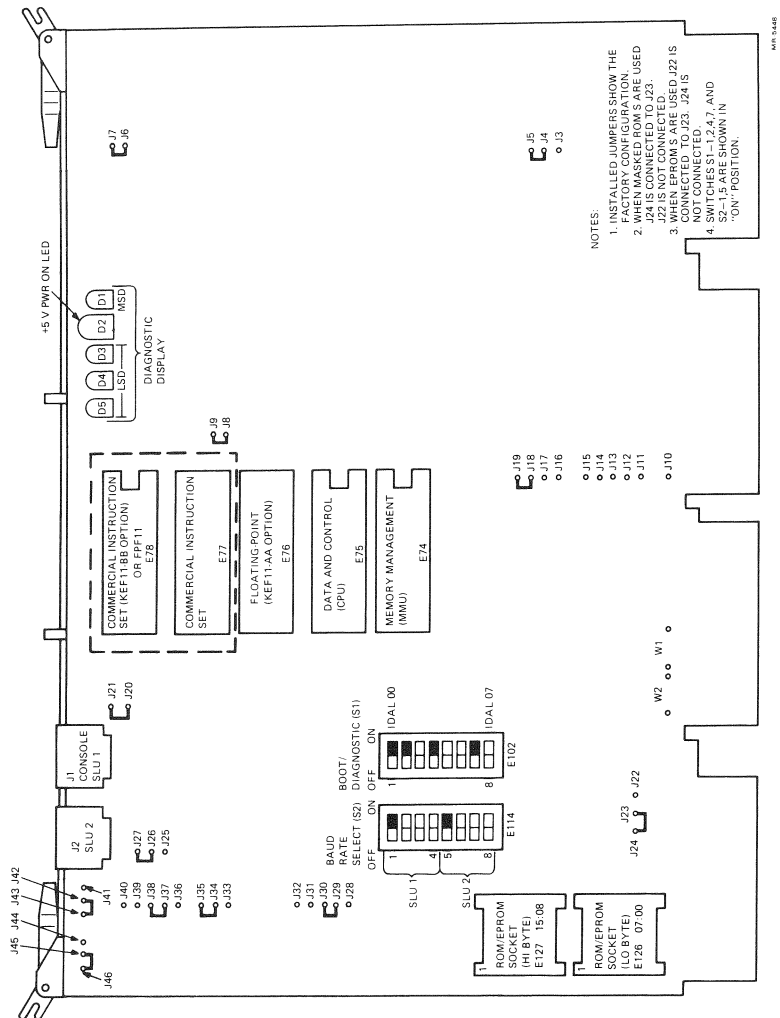 MR 5448
J7
J6
J5
J4
J3
NOTES:
1. INSTALLED JUMPERS SHOW THE
FACTORY CONFIGURATION.
2. WHEN MASKED ROM S ARE USED
J24 IS CONNECTED TO J23.
J22 IS NOT CONNECTED.
3. WHEN EPROM S ARE USED J22 IS
CONNECTED TO J23. J24 IS
NOT CONNECTED.
4. SWITCHES S1-1,2,4,7, AND
S2-1,5 ARE SHOWN IN
"ON" POSITION.
+5 V PWR ON LED
D1
D2
D3
D4
D5
MSD
LSD
DIAGNOSTIC
DISPLAY
J9
J8
COMMERCIAL INSTRUCTION
SET (KEF11-BB OPTION)
OR FPF11
E78
COMMERCIAL INSTRUCTION
SET
E77
FLOATING-POINT
(KEF11-AA OPTION)
E76
DATA AND CONTROL
(CPU)
E75
MEMORY MANAGEMENT
(MMU)
E74
J19
J18
J17
J16
J15
J14
J13
J12
J11
J10
J21
J20
J1
CONSOLE
SLU 1
J2
SLU 2
J27
J26
J25
BOOT/
DIAGNOSTIC (S1)
OFF
ON
1
8
IDAL 00
IDAL 07
E102
BAUD
RATE
SELECT (S2)
OFF
ON
1
4
5
8
E114
SLU 1
SLU 2
W1
W2
J22
J23
J24
J42
J43
J44
J45
J46
J41
J40
J39
J38
J37
J36
J35
J34
J33
J32
J31
J30
J29
J28
1
ROM/EPROM
SOCKET
(HI BYTE)
E127 15:08
1
ROM/EPROM
SOCKET
(LO BYTE)
E126 07:00